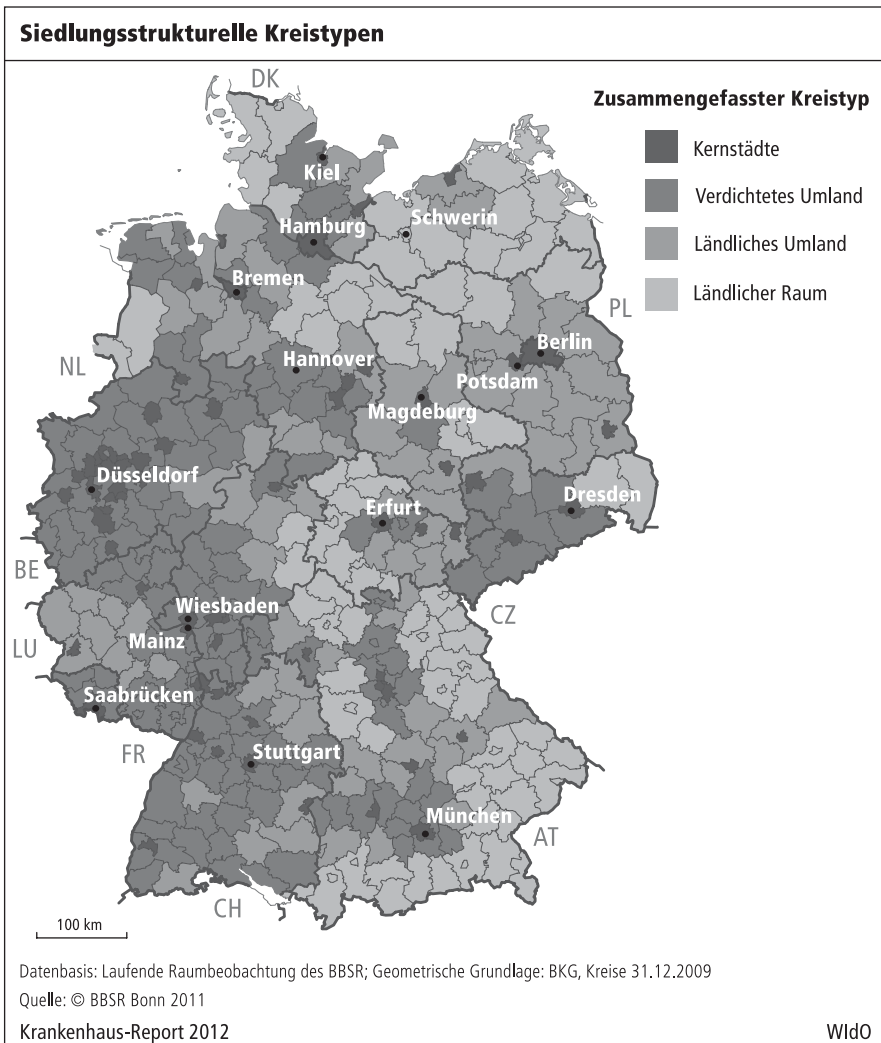 Siedlungsstrukturelle Kreistypen
DK
Zusammengefasster Kreistyp
Kernstädte
Verdichtetes Umland
Ländliches Umland
Ländlicher Raum
Kiel
Hamburg
Schwerin
Bremen
PL
NL
Hannover
Berlin
Potsdam
Magdeburg
Düsseldorf
Erfurt
Dresden
BE
Wiesbaden
CZ
LU
Mainz
Saabrücken
FR
Stuttgart
München
AT
CH
100 km
Datenbasis: Laufende Raumbeobachtung des BBSR; Geometrische Grundlage: BKG, Kreise 31.12.2009
Quelle: © BBSR Bonn 2011
Krankenhaus-Report 2012 WIdO